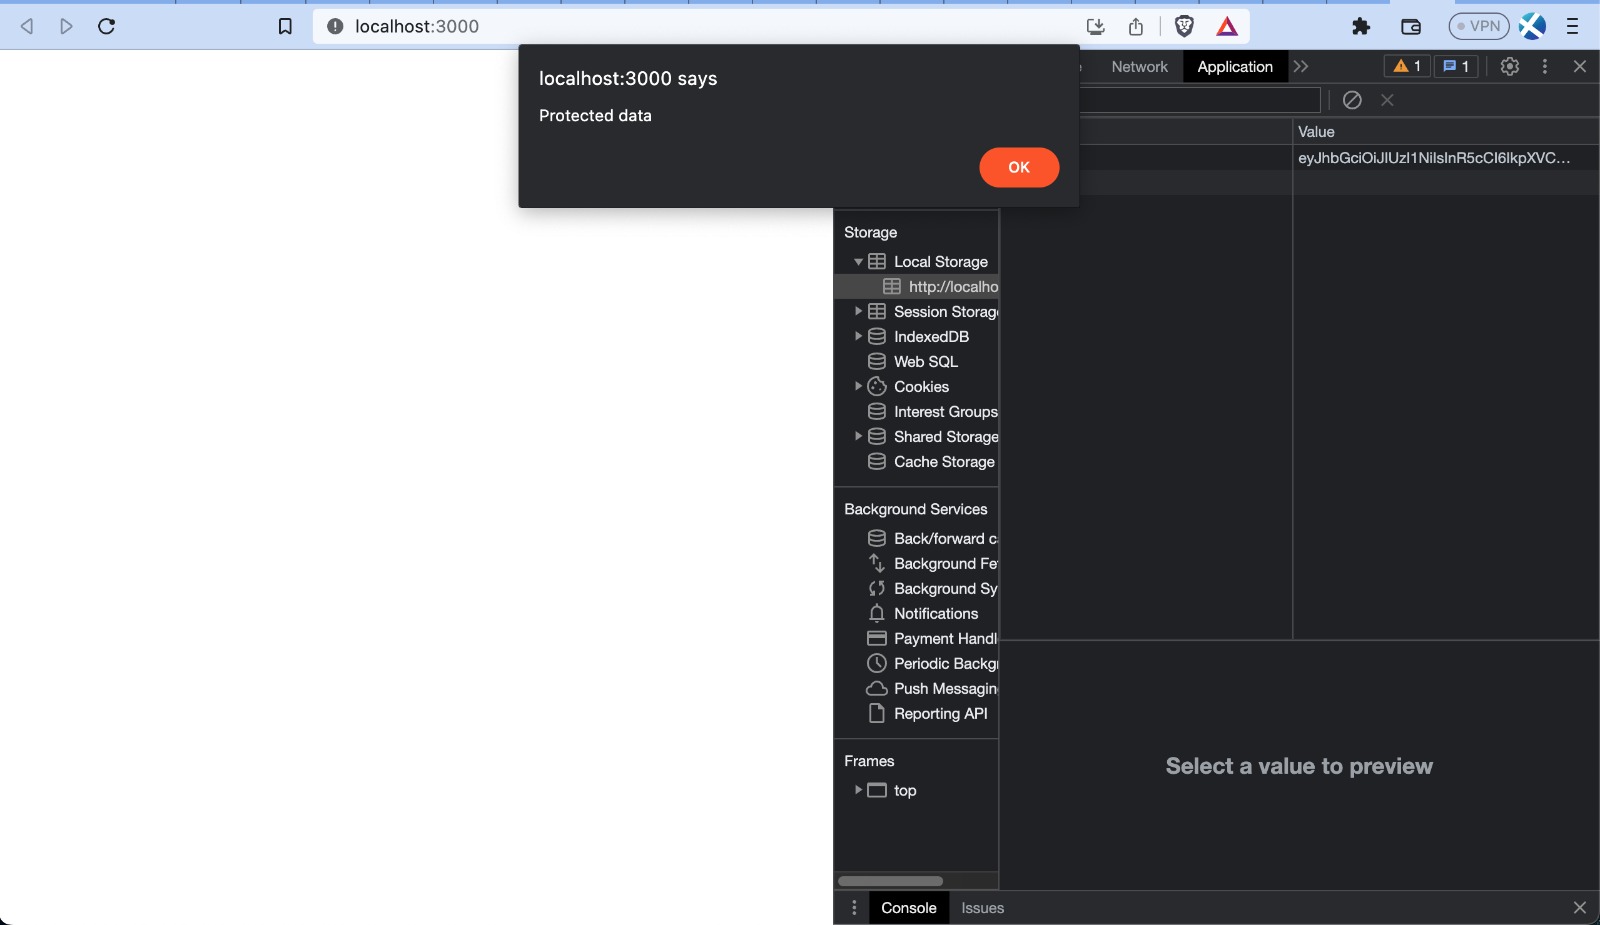 localhost:3000
VPN
localhost:3000 says
Protected data
OK
Network
Application
1
1
Value
eyJhbGciOiJIUzI1NiIsInR5cCI6IkpXVC...
Storage
Local Storage
http://localho
Session Storag
IndexedDB
Web SQL
Cookies
Interest Groups
Shared Storage
Cache Storage
Background Services
Back/forward c
Background Fe
Background Sy
Notifications
Payment Handl
Periodic Backg
Push Messagin
Reporting API
Frames
top
Select a value to preview
Console
Issues